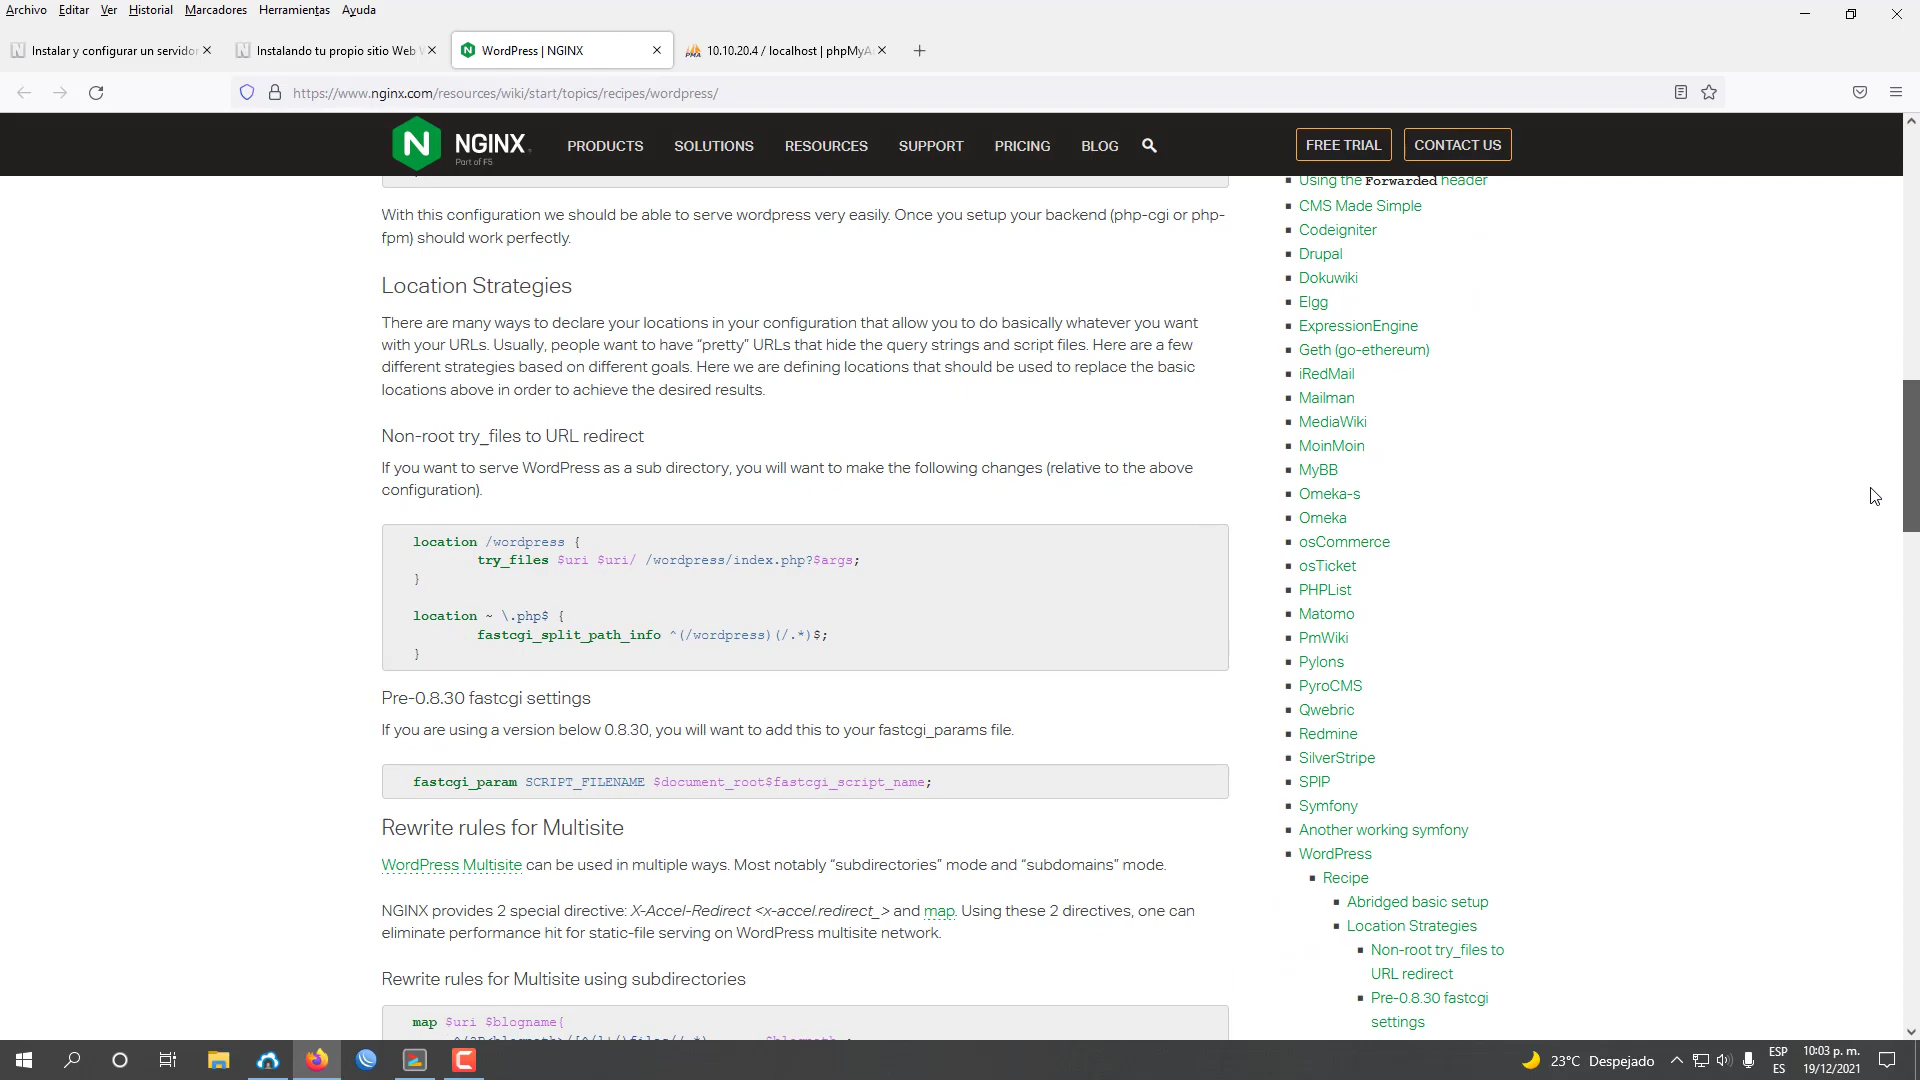 Archivo Editar Ver Historial Marcadores Herramientas Ayuda
Instalar y configurar un servidor
Instalando tu propio sitio Web
WordPress | NGINX
10.10.20.4 / localhost | phpMyA
https://www.nginx.com/resources/wiki/start/topics/recipes/wordpress/
NGINX
Part of F5
PRODUCTS SOLUTIONS RESOURCES SUPPORT PRICING BLOG
FREE TRIAL CONTACT US
With this configuration we should be able to serve wordpress very easily. Once you setup your backend (php-cgi or php-
fpm) should work perfectly.
Location Strategies
There are many ways to declare your locations in your configuration that allow you to do basically whatever you want
with your URLs. Usually, people want to have “pretty” URLs that hide the query strings and script files. Here are a few
different strategies based on different goals. Here we are defining locations that should be used to replace the basic
locations above in order to achieve the desired results.
Non-root try_files to URL redirect
If you want to serve WordPress as a sub directory, you will want to make the following changes (relative to the above
configuration).
location /wordpress {
try_files $uri $uri/ /wordpress/index.php?$args;
}
location ~ \.php$ {
fastcgi_split_path_info ^(/wordpress)(/.*)$;
}
Pre-0.8.30 fastcgi settings
If you are using a version below 0.8.30, you will want to add this to your fastcgi_params file.
fastcgi_param SCRIPT_FILENAME $document_root$fastcgi_script_name;
Rewrite rules for Multisite
WordPress Multisite can be used in multiple ways. Most notably “subdirectories” mode and “subdomains” mode.
NGINX provides 2 special directive: X-Accel-Redirect <x-accel.redirect_> and map. Using these 2 directives, one can
eliminate performance hit for static-file serving on WordPress multisite network.
Rewrite rules for Multisite using subdirectories
map $uri $blogname{
Using the Forwarded header
CMS Made Simple
Codeigniter
Drupal
Dokuwiki
Elgg
ExpressionEngine
Geth (go-ethereum)
iRedMail
Mailman
MediaWiki
MoinMoin
MyBB
Omeka-s
Omeka
osCommerce
osTicket
PHPList
Matomo
PmWiki
Pylons
PyroCMS
Qwebric
Redmine
SilverStripe
SPIP
Symfony
Another working symfony
WordPress
Recipe
Abridged basic setup
Location Strategies
Non-root try_files to
URL redirect
Pre-0.8.30 fastcgi
settings
23°C Despejado
ESP
ES
10:03 p. m.
19/12/2021